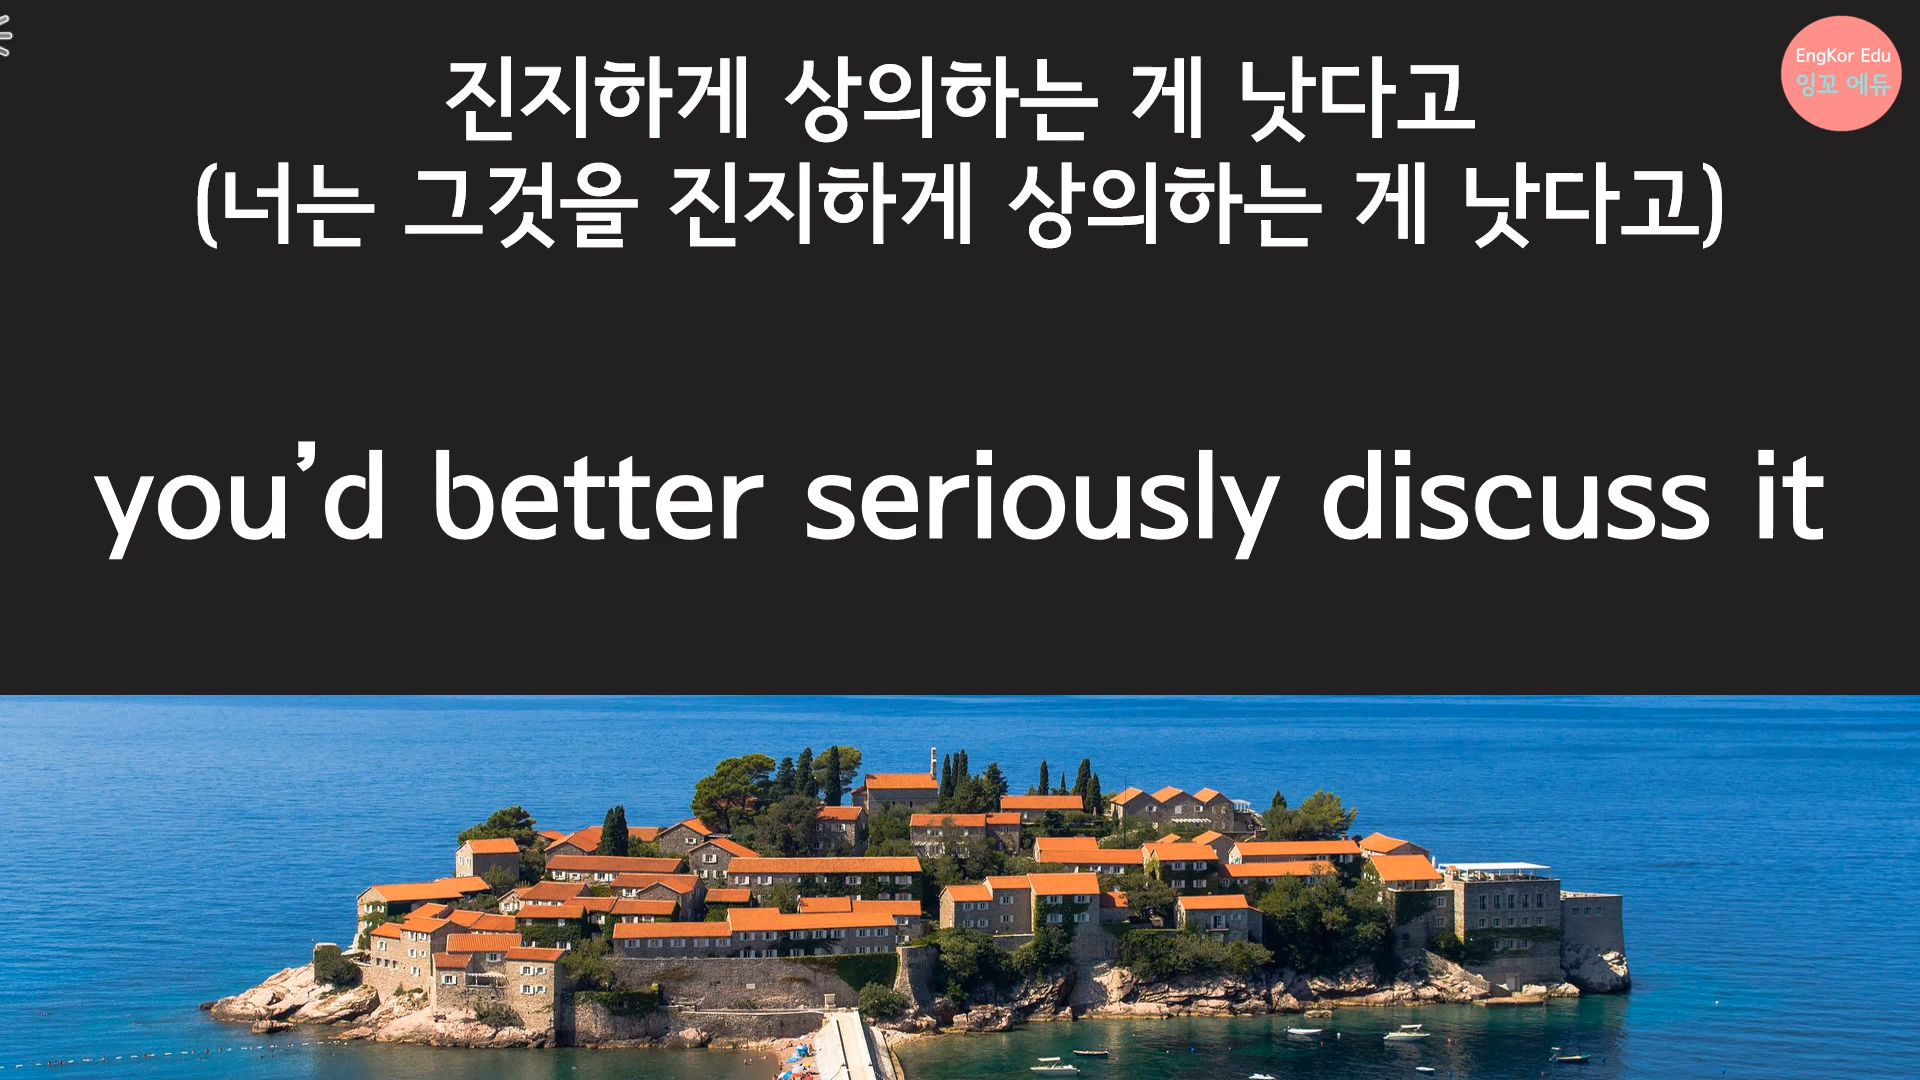 진지하게 상의하는 게 낫다고
(너는 그것을 진지하게 상의하는 게 낫다고)
EngKor Edu
잉꼬 에듀
you’d better seriously discuss it